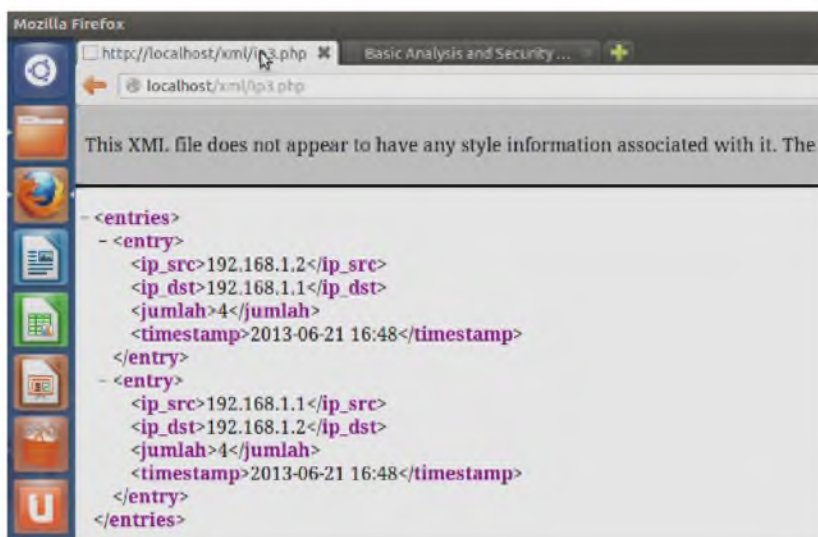 Mozilla Firefox
http://localhost/xml/ip3.php
Basic Analysis and Security ...
localhost/xml/ip3.php
This XML file does not appear to have any style information associated with it. The
- <entries>
- <entry>
<ip_src>192.168.1.2</ip_src>
<ip_dst>192.168.1.1</ip_dst>
<jumlah>4</jumlah>
<timestamp>2013-06-21 16:48</timestamp>
</entry>
- <entry>
<ip_src>192.168.1.1</ip_src>
<ip_dst>192.168.1.2</ip_dst>
<jumlah>4</jumlah>
<timestamp>2013-06-21 16:48</timestamp>
</entry>
</entries>